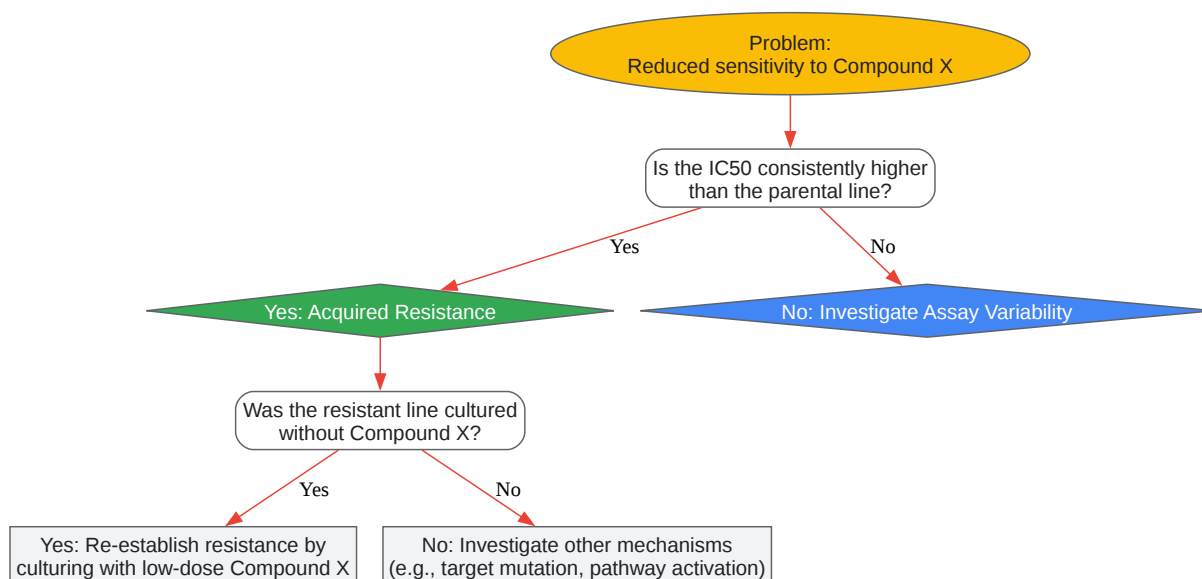 Problem:
Reduced sensitivity to Compound X
Is the IC50 consistently higher
than the parental line?
Yes
No
Yes: Acquired Resistance
No: Investigate Assay Variability
Was the resistant line cultured
without Compound X?
Yes
No
Yes: Re-establish resistance by
culturing with low-dose Compound X
No: Investigate other mechanisms
(e.g., target mutation, pathway activation)